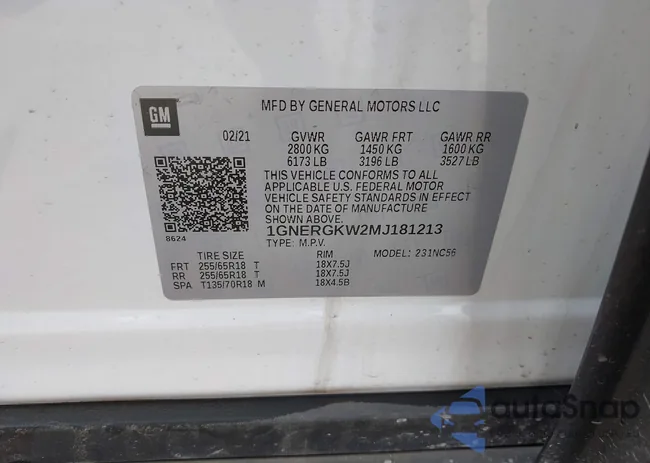 GM
MFD BY GENERAL MOTORS LLC
02/21 GVWR GAWR FRT GAWR RR
2800 KG 1450 KG 1600 KG
6173 LB 3196 LB 3527 LB
THIS VEHICLE CONFORMS TO ALL
APPLICABLE U.S. FEDERAL MOTOR
VEHICLE SAFETY STANDARDS IN EFFECT
ON THE DATE OF MANUFACTURE
SHOWN ABOVE.
8624
1GNERGKW2MJ181213
TYPE: M.P.V. MODEL: 231NC56
TIRE SIZE RIM
FRT 255/65R18 T 18X7.5J
RR 255/65R18 T 18X7.5J
SPA T135/70R18 M 18X4.5B
autoSnap